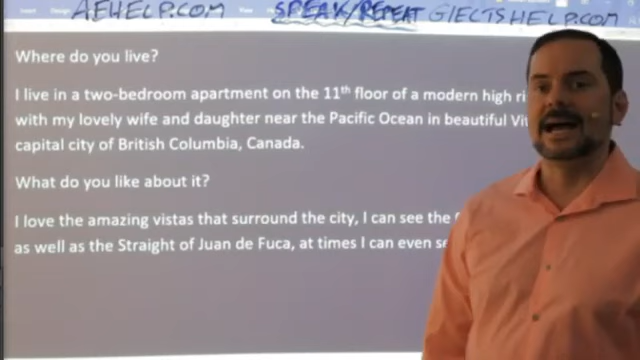 AEHELP.COM SPEAK/REPEAT GIELTSHELP.COM
Where do you live?
I live in a two-bedroom apartment on the 11th floor of a modern high
with my lovely wife and daughter near the Pacific Ocean in beautiful
capital city of British Columbia, Canada.
What do you like about it?
I love the amazing vistas that surround the city, I can see the
as well as the Straight of Juan de Fuca, at times I can even